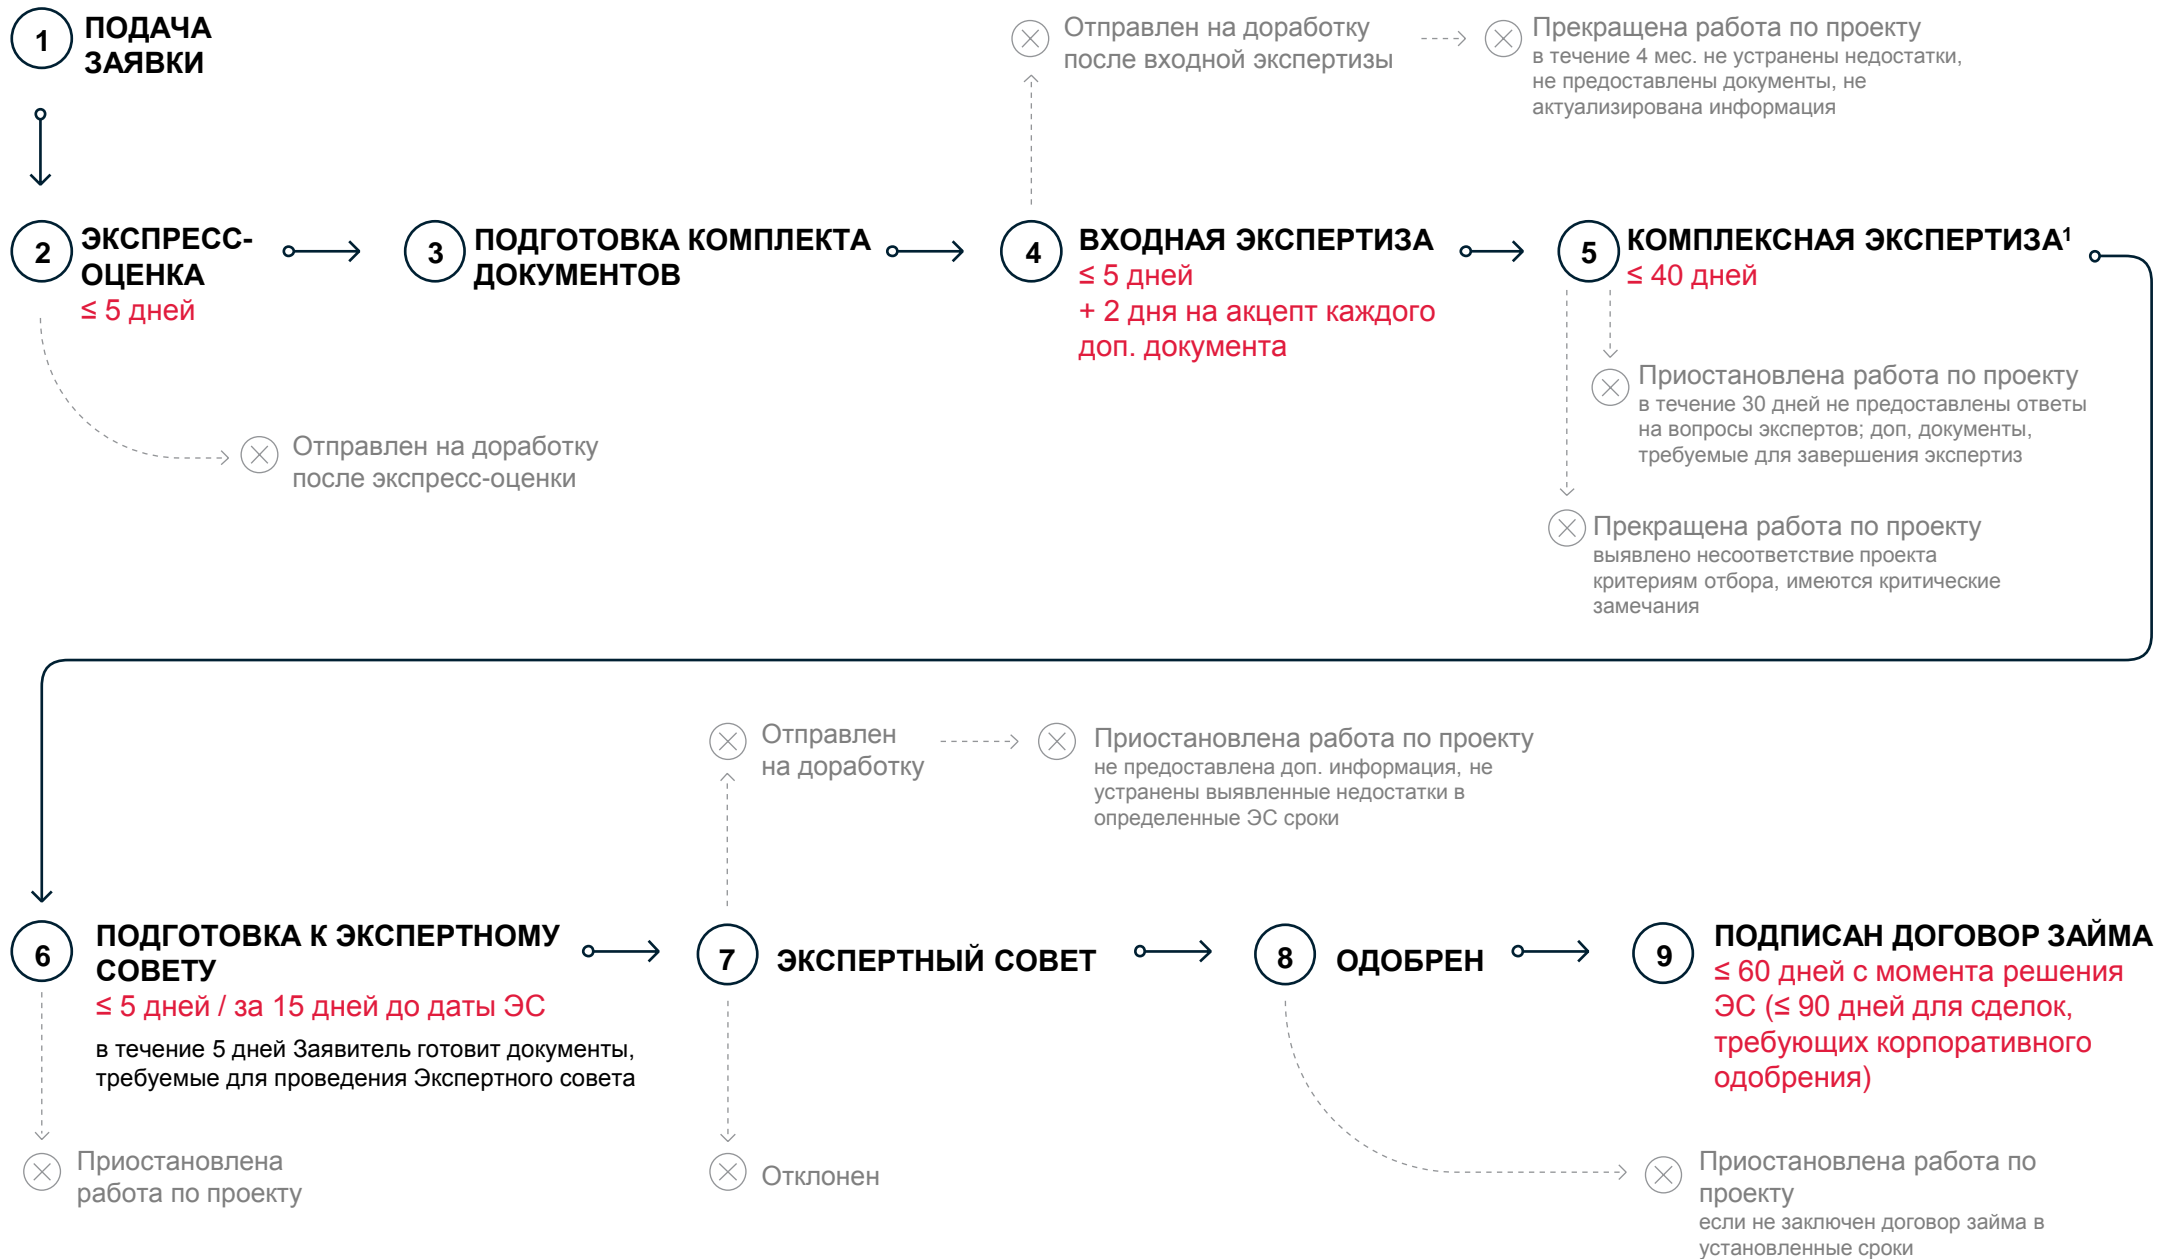 1
ПОДАЧА
ЗАЯВКИ
Отправлен на доработку
после входной экспертизы
Прекращена работа по проекту
в течение 4 мес. не устранены недостатки,
не предоставлены документы, не
актуализирована информация
2
ЭКСПРЕСС-
ОЦЕНКА
≤ 5 дней
3
ПОДГОТОВКА КОМПЛЕКТА
ДОКУМЕНТОВ
4
ВХОДНАЯ ЭКСПЕРТИЗА
≤ 5 дней
+ 2 дня на акцепт каждого
доп. документа
5
КОМПЛЕКСНАЯ ЭКСПЕРТИЗА¹
≤ 40 дней
Отправлен на доработку
после экспресс-оценки
Приостановлена работа по проекту
в течение 30 дней не предоставлены ответы
на вопросы экспертов; доп, документы,
требуемые для завершения экспертиз
Прекращена работа по проекту
выявлено несоответствие проекта
критериям отбора, имеются критические
замечания
Отправлен
на доработку
Приостановлена работа по проекту
не предоставлена доп. информация, не
устранены выявленные недостатки в
определенные ЭС сроки
6
ПОДГОТОВКА К ЭКСПЕРТНОМУ
СОВЕТУ
≤ 5 дней / за 15 дней до даты ЭС
в течение 5 дней Заявитель готовит документы,
требуемые для проведения Экспертного совета
7
ЭКСПЕРТНЫЙ СОВЕТ
8
ОДОБРЕН
9
ПОДПИСАН ДОГОВОР ЗАЙМА
≤ 60 дней с момента решения
ЭС (≤ 90 дней для сделок,
требующих корпоративного
одобрения)
Приостановлена
работа по проекту
Отклонен
Приостановлена работа по
проекту
если не заключен договор займа в
установленные сроки